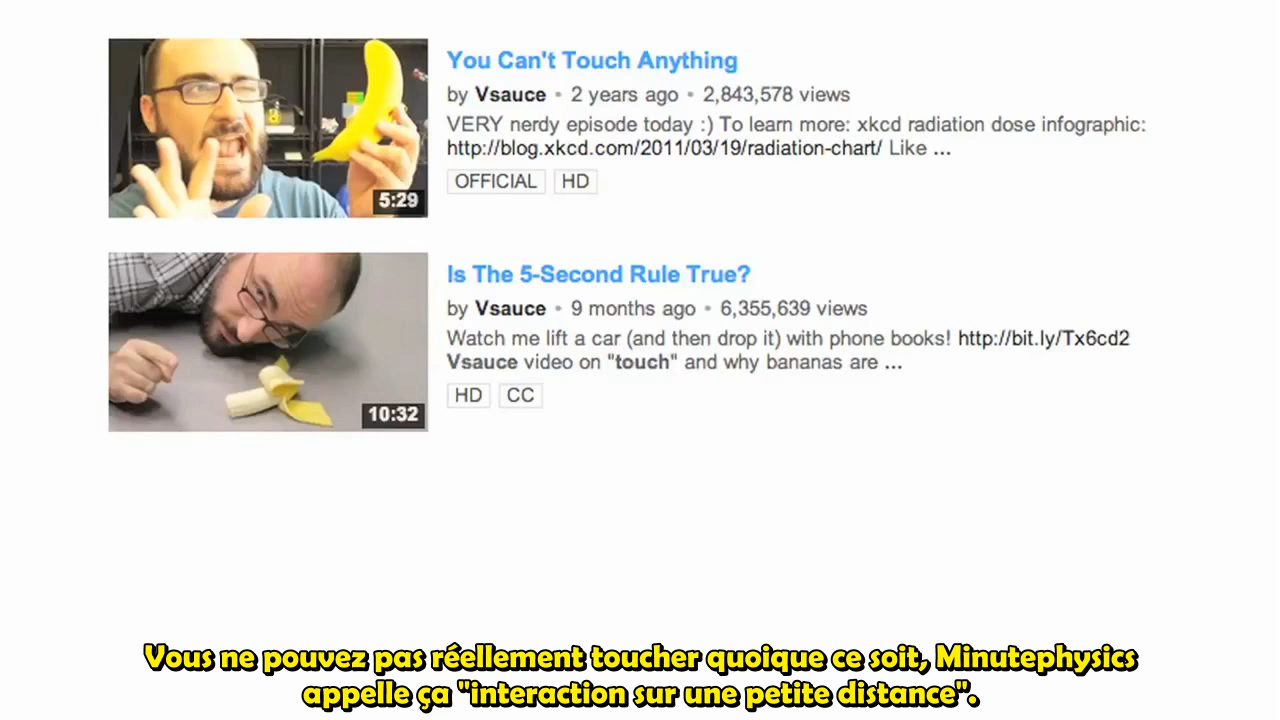 You Can't Touch Anything
by Vsauce • 2 years ago • 2,843,578 views
VERY nerdy episode today :) To learn more: xkcd radiation dose infographic:
http://blog.xkcd.com/2011/03/19/radiation-chart/ Like ...
OFFICIAL HD
5:29
Is The 5-Second Rule True?
by Vsauce • 9 months ago • 6,355,639 views
Watch me lift a car (and then drop it) with phone books! http://bit.ly/Tx6cd2
Vsauce video on "touch" and why bananas are ...
HD CC
10:32
Vous ne pouvez pas réellement toucher quoique ce soit, Minutephysics
appelle ça "interaction sur une petite distance".